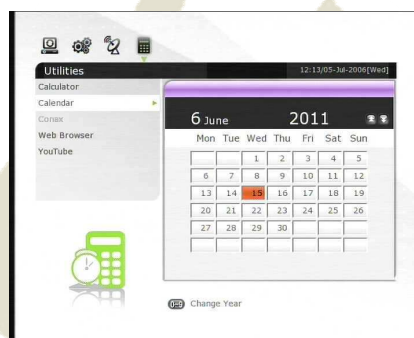 Utilities 12:13/05-Jul-2006[Wed]
Calculator
Calendar
Conax
Web Browser
YouTube
6 June 2011
Mon Tue Wed Thu Fri Sat Sun
1 2 3 4 5
6 7 8 9 10 11 12
13 14 15 16 17 18 19
20 21 22 23 24 25 26
27 28 29 30
0~9 Change Year